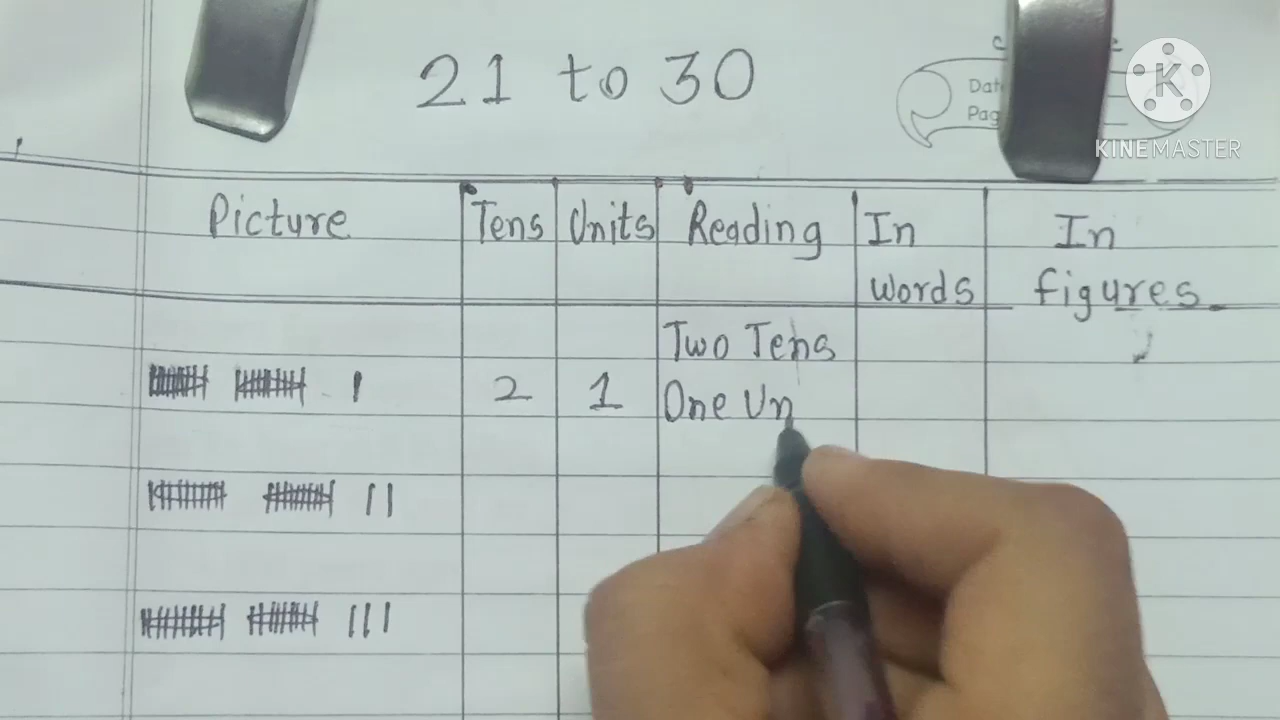 21 to 30
KINEMASTER
Picture Tens Units Reading In words In figures
Two Tens
2 1 One Un